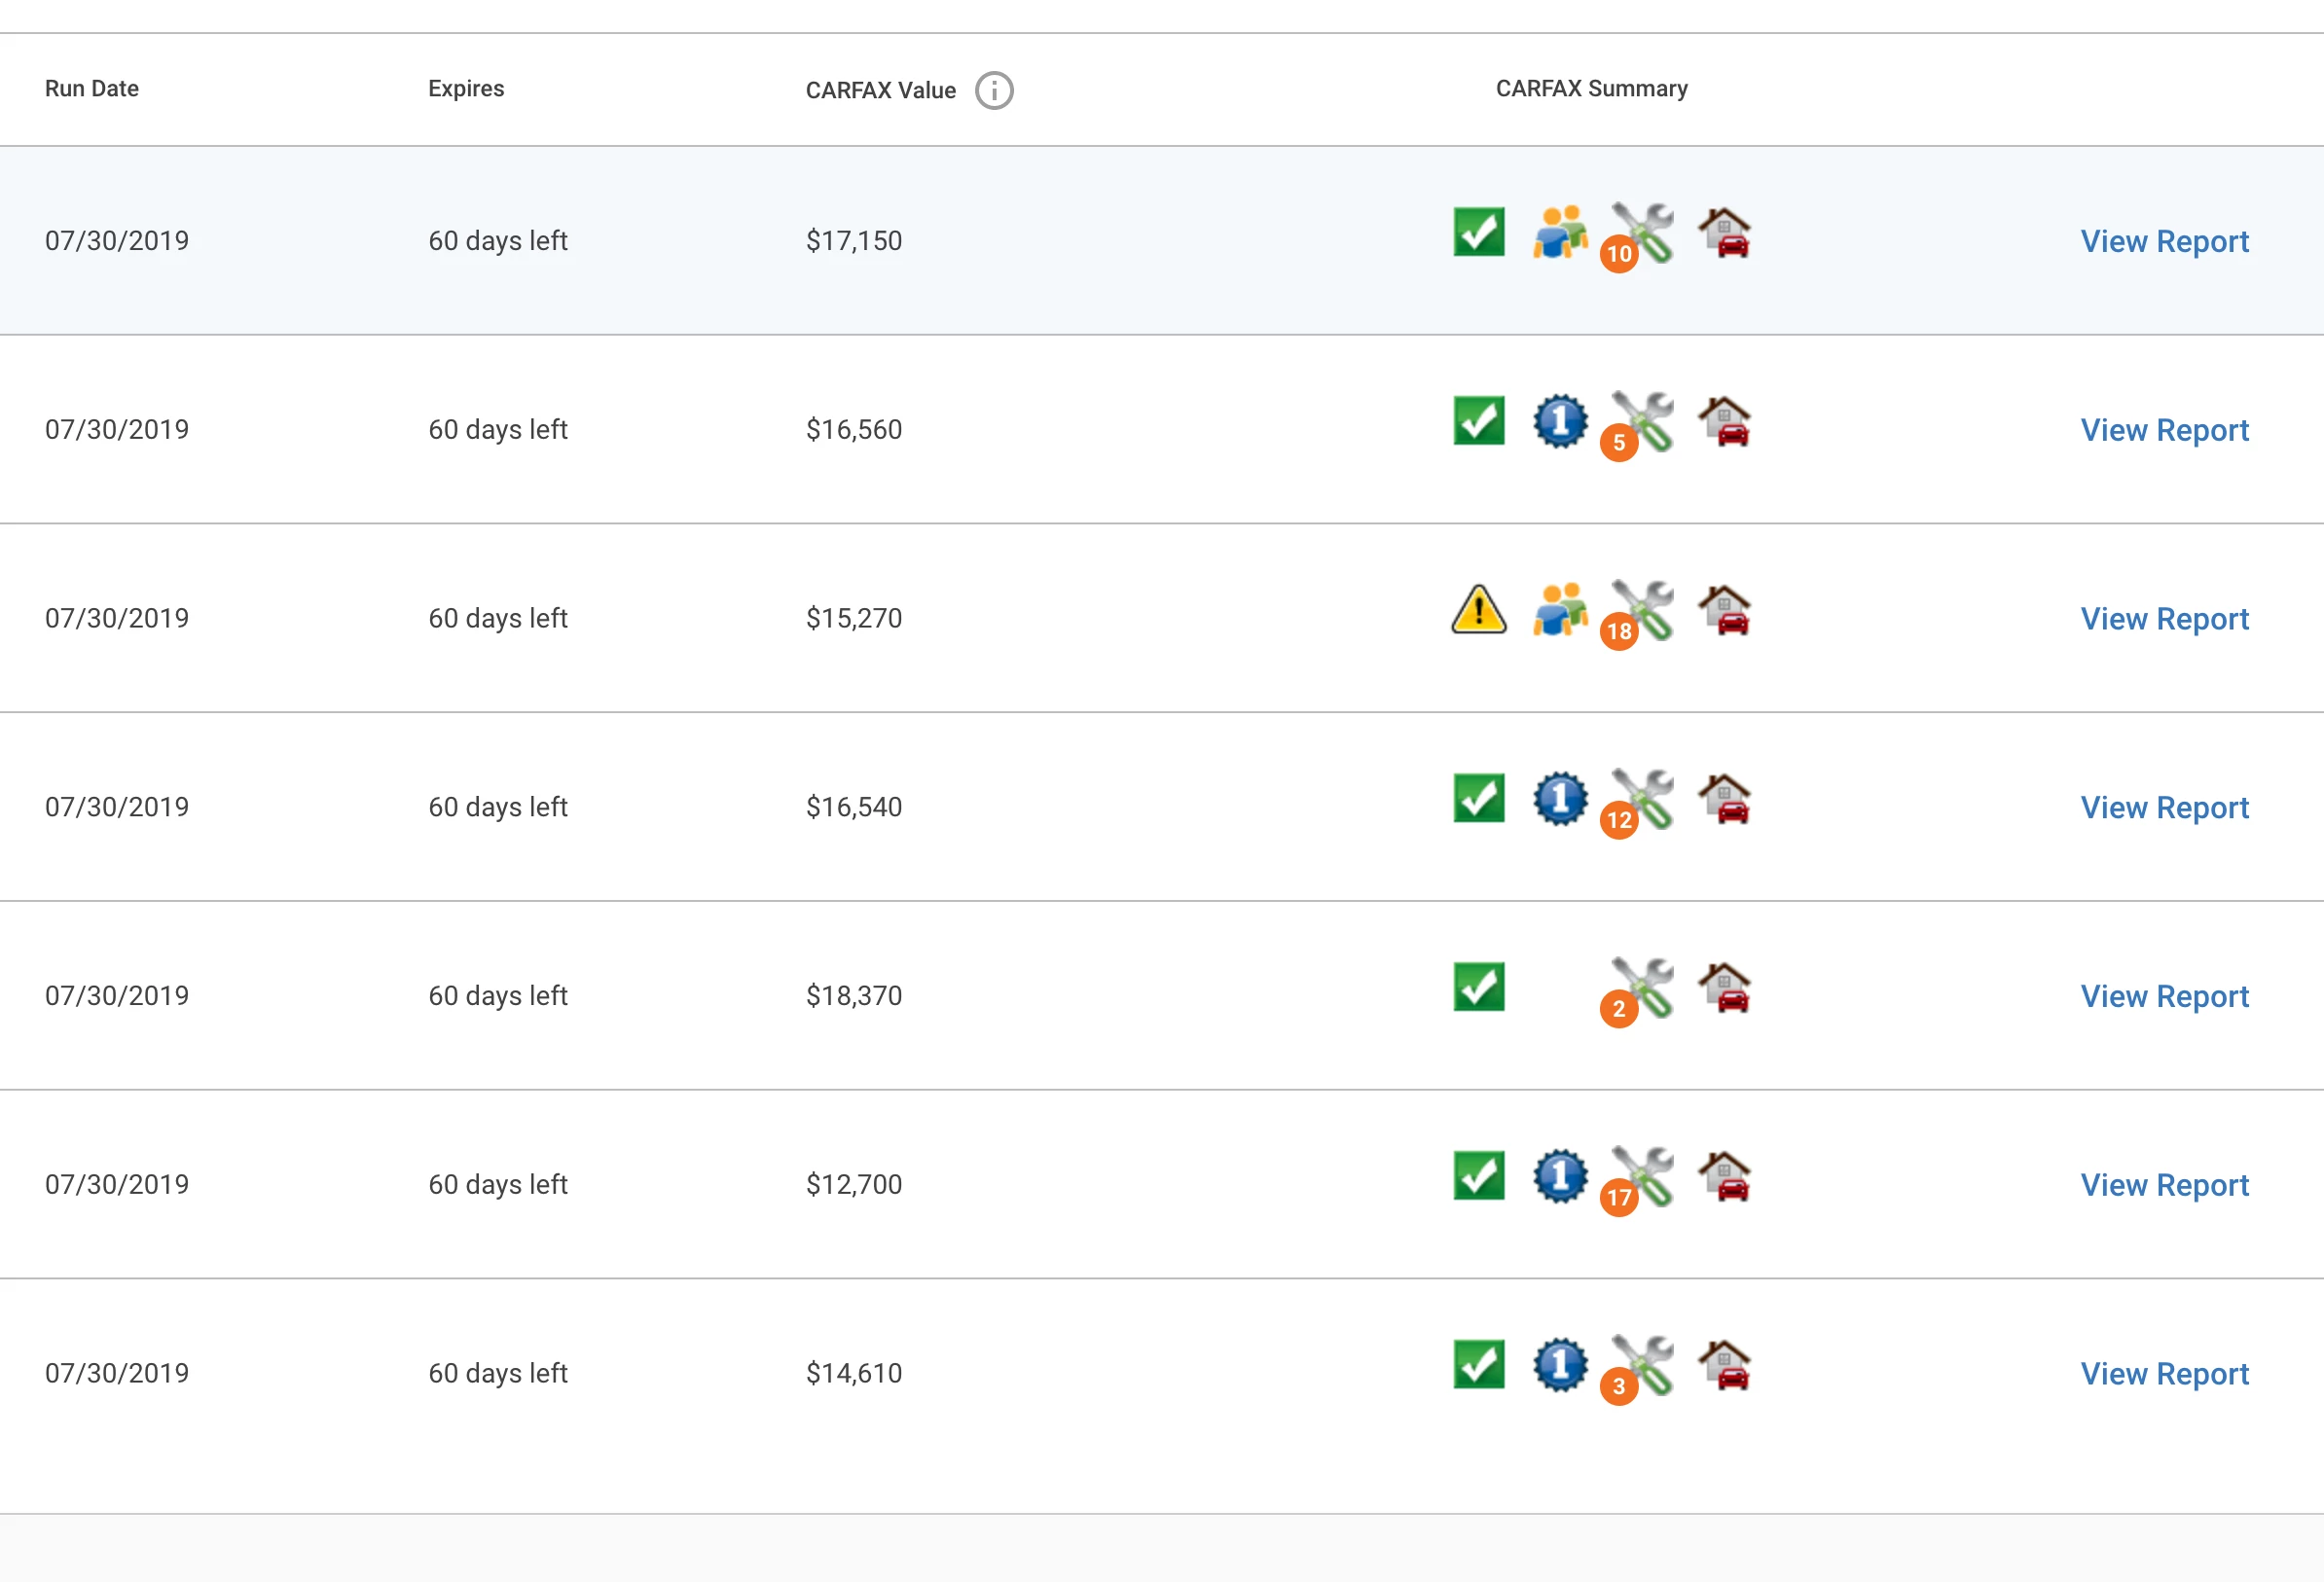 Run Date Expires CARFAX Value i CARFAX Summary
07/30/2019 60 days left $17,150 10 View Report
07/30/2019 60 days left $16,560 1 5 View Report
07/30/2019 60 days left $15,270 ! 18 View Report
07/30/2019 60 days left $16,540 1 12 View Report
07/30/2019 60 days left $18,370 2 View Report
07/30/2019 60 days left $12,700 1 17 View Report
07/30/2019 60 days left $14,610 1 3 View Report